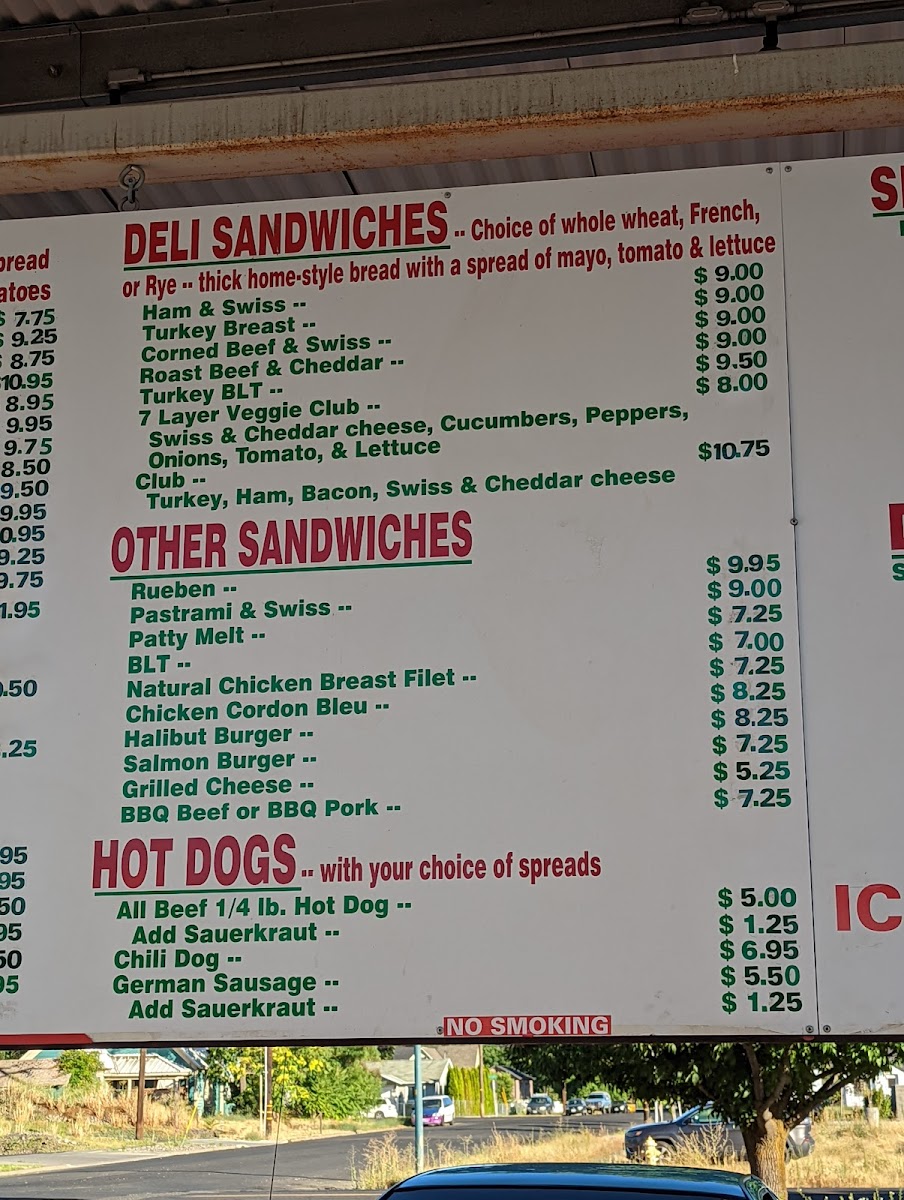 bread
atoes
$ 7.75
$ 9.25
$ 8.75
$10.95
8.95
9.95
9.75
8.50
9.50
9.95
0.95
9.25
9.75
1.95
.50
.25
95
95
50
95
50
95
DELI SANDWICHES -- Choice of whole wheat, French,
or Rye -- thick home-style bread with a spread of mayo, tomato & lettuce
Ham & Swiss -- $ 9.00
Turkey Breast -- $ 9.00
Corned Beef & Swiss -- $ 9.00
Roast Beef & Cheddar -- $ 9.00
Turkey BLT -- $ 9.50
7 Layer Veggie Club -- $ 8.00
Swiss & Cheddar cheese, Cucumbers, Peppers,
Onions, Tomato, & Lettuce
Club -- $10.75
Turkey, Ham, Bacon, Swiss & Cheddar cheese
OTHER SANDWICHES
Rueben -- $ 9.95
Pastrami & Swiss -- $ 9.00
Patty Melt -- $ 7.25
BLT -- $ 7.00
Natural Chicken Breast Filet -- $ 7.25
Chicken Cordon Bleu -- $ 8.25
Halibut Burger -- $ 8.25
Salmon Burger -- $ 7.25
Grilled Cheese -- $ 5.25
BBQ Beef or BBQ Pork -- $ 7.25
HOT DOGS -- with your choice of spreads
All Beef 1/4 lb. Hot Dog -- $ 5.00
Add Sauerkraut -- $ 1.25
Chili Dog -- $ 6.95
German Sausage -- $ 5.50
Add Sauerkraut -- $ 1.25
NO SMOKING
IC